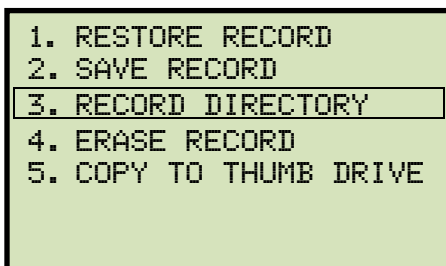 1. RESTORE RECORD
2. SAVE RECORD
3. RECORD DIRECTORY
4. ERASE RECORD
5. COPY TO THUMB DRIVE